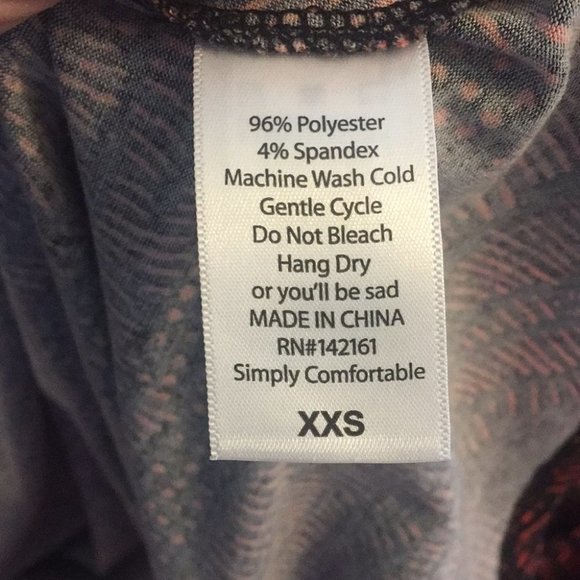 96% Polyester
4% Spandex
Machine Wash Cold
Gentle Cycle
Do Not Bleach
Hang Dry
or you'll be sad
MADE IN CHINA
RN#142161
Simply Comfortable
XXS